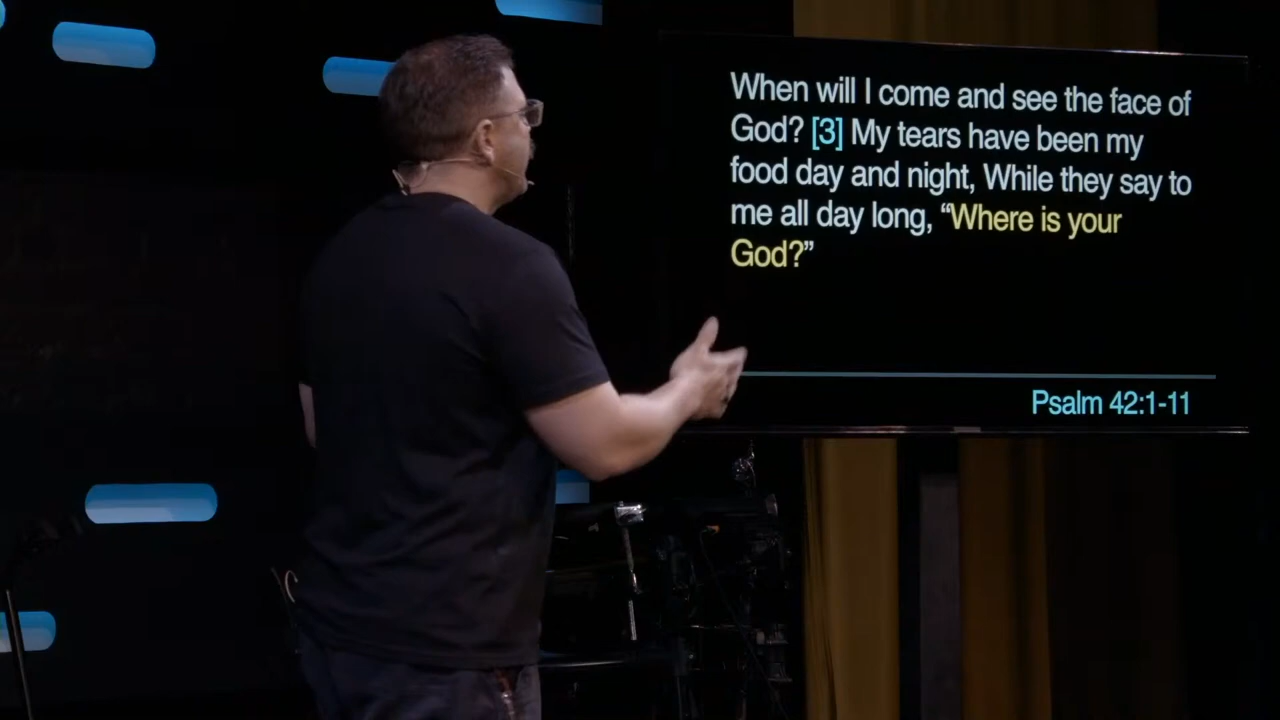 When will I come and see the face of
God? [3] My tears have been my
food day and night, While they say to
me all day long, “Where is your
God?”
Psalm 42:1-11